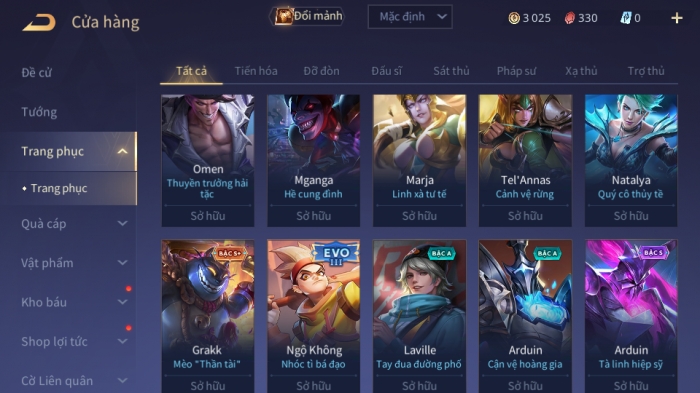 Cửa hàng
Đổi mảnh
Mặc định
3 025
330
0
Đề cử
Tướng
Trang phục
Trang phục
Quà cáp
Vật phẩm
Kho báu
Shop lợi tức
Cờ Liên quân
Tất cả
Tiến hóa
Đỡ đòn
Đấu sĩ
Sát thủ
Pháp sư
Xạ thủ
Trợ thủ
Omen
Thuyền trưởng hải
tặc
Sở hữu
Mganga
Hề cung đình
Sở hữu
Marja
Linh xà tư tế
Sở hữu
Tel'Annas
Cảnh vệ rừng
Sở hữu
Natalya
Quý cô thủy tề
Sở hữu
BẬC S+
Grakk
Mèo "Thần tài"
Sở hữu
EVO
III
Ngộ Không
Nhóc tì bá đạo
Sở hữu
BẬC A
Laville
Tay đua đường phố
Sở hữu
BẬC A
Arduin
Cận vệ hoàng gia
Sở hữu
BẬC S
Arduin
Tà linh hiệp sỹ
Sở hữu